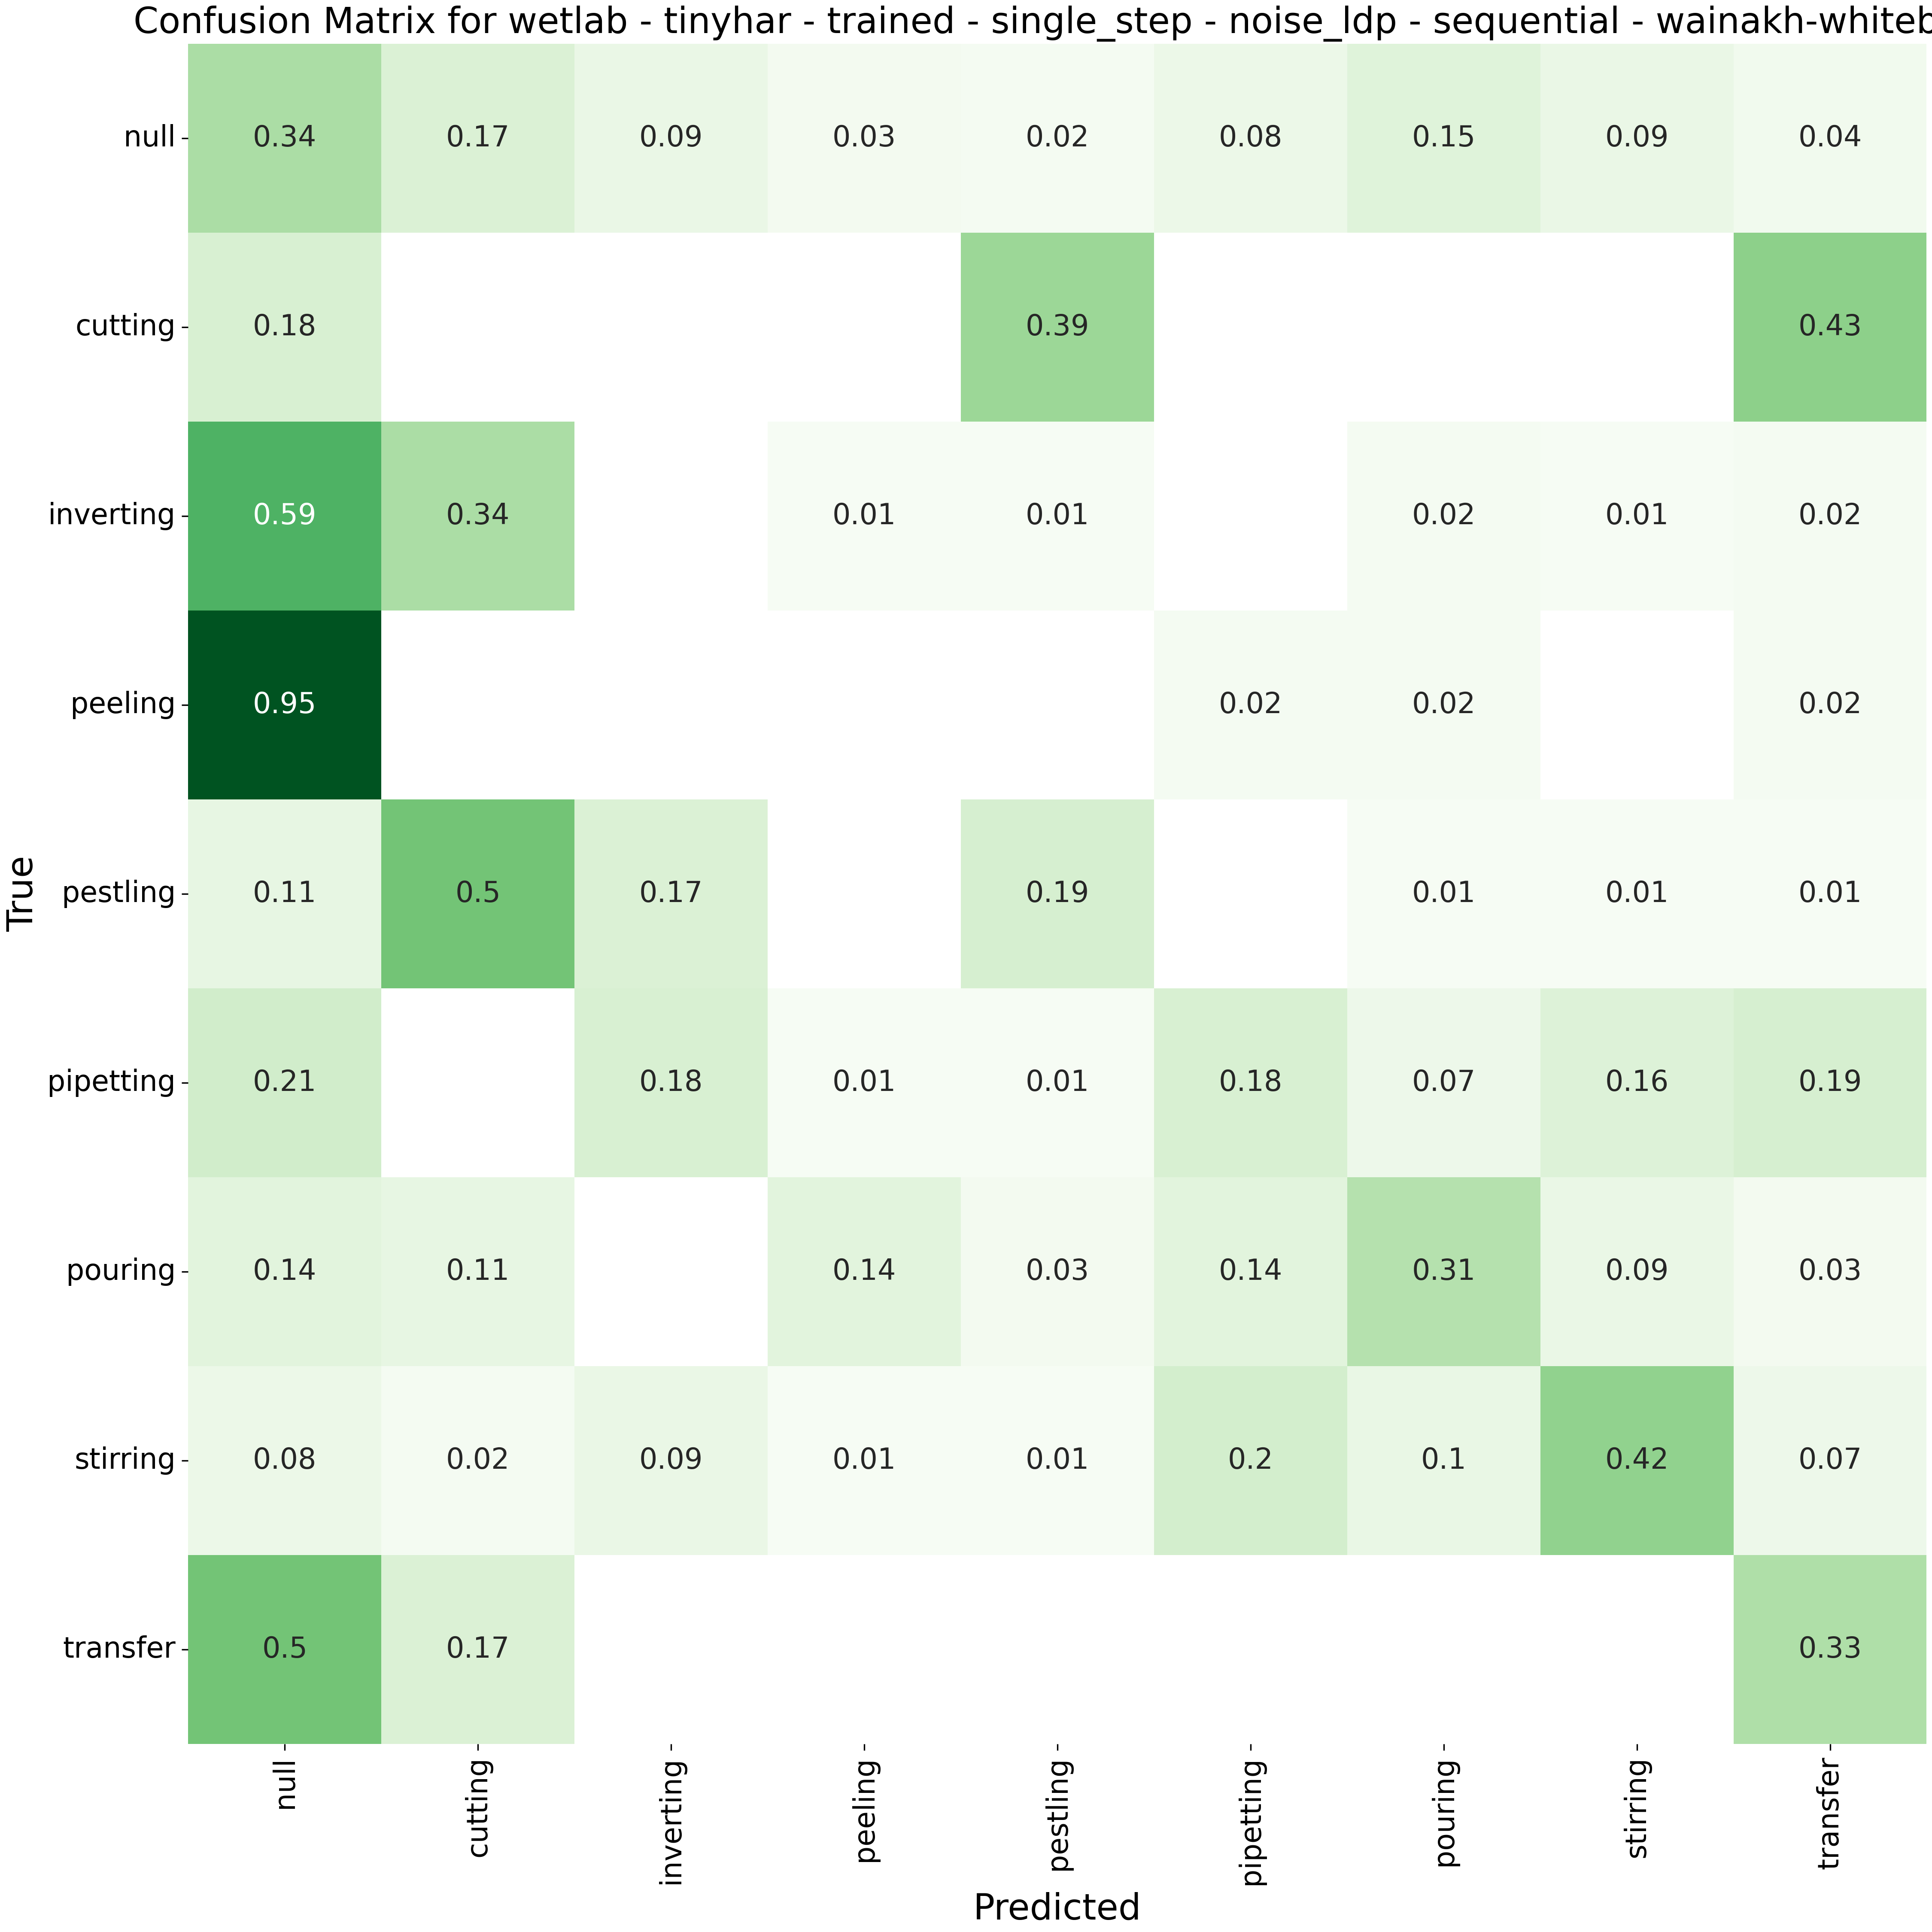 Confusion Matrix for wetlab - tinyhar - trained - single_step - noise_ldp - sequential - wainakh-whiteb
null 0.34 0.17 0.09 0.03 0.02 0.08 0.15 0.09 0.04
cutting 0.18 0.39 0.43
inverting 0.59 0.34 0.01 0.01 0.02 0.01 0.02
peeling 0.95 0.02 0.02 0.02
pestling 0.11 0.5 0.17 0.19 0.01 0.01 0.01
pipetting 0.21 0.18 0.01 0.01 0.18 0.07 0.16 0.19
pouring 0.14 0.11 0.14 0.03 0.14 0.31 0.09 0.03
stirring 0.08 0.02 0.09 0.01 0.01 0.2 0.1 0.42 0.07
transfer 0.5 0.17 0.33
True
null cutting inverting peeling pestling pipetting pouring stirring transfer
Predicted